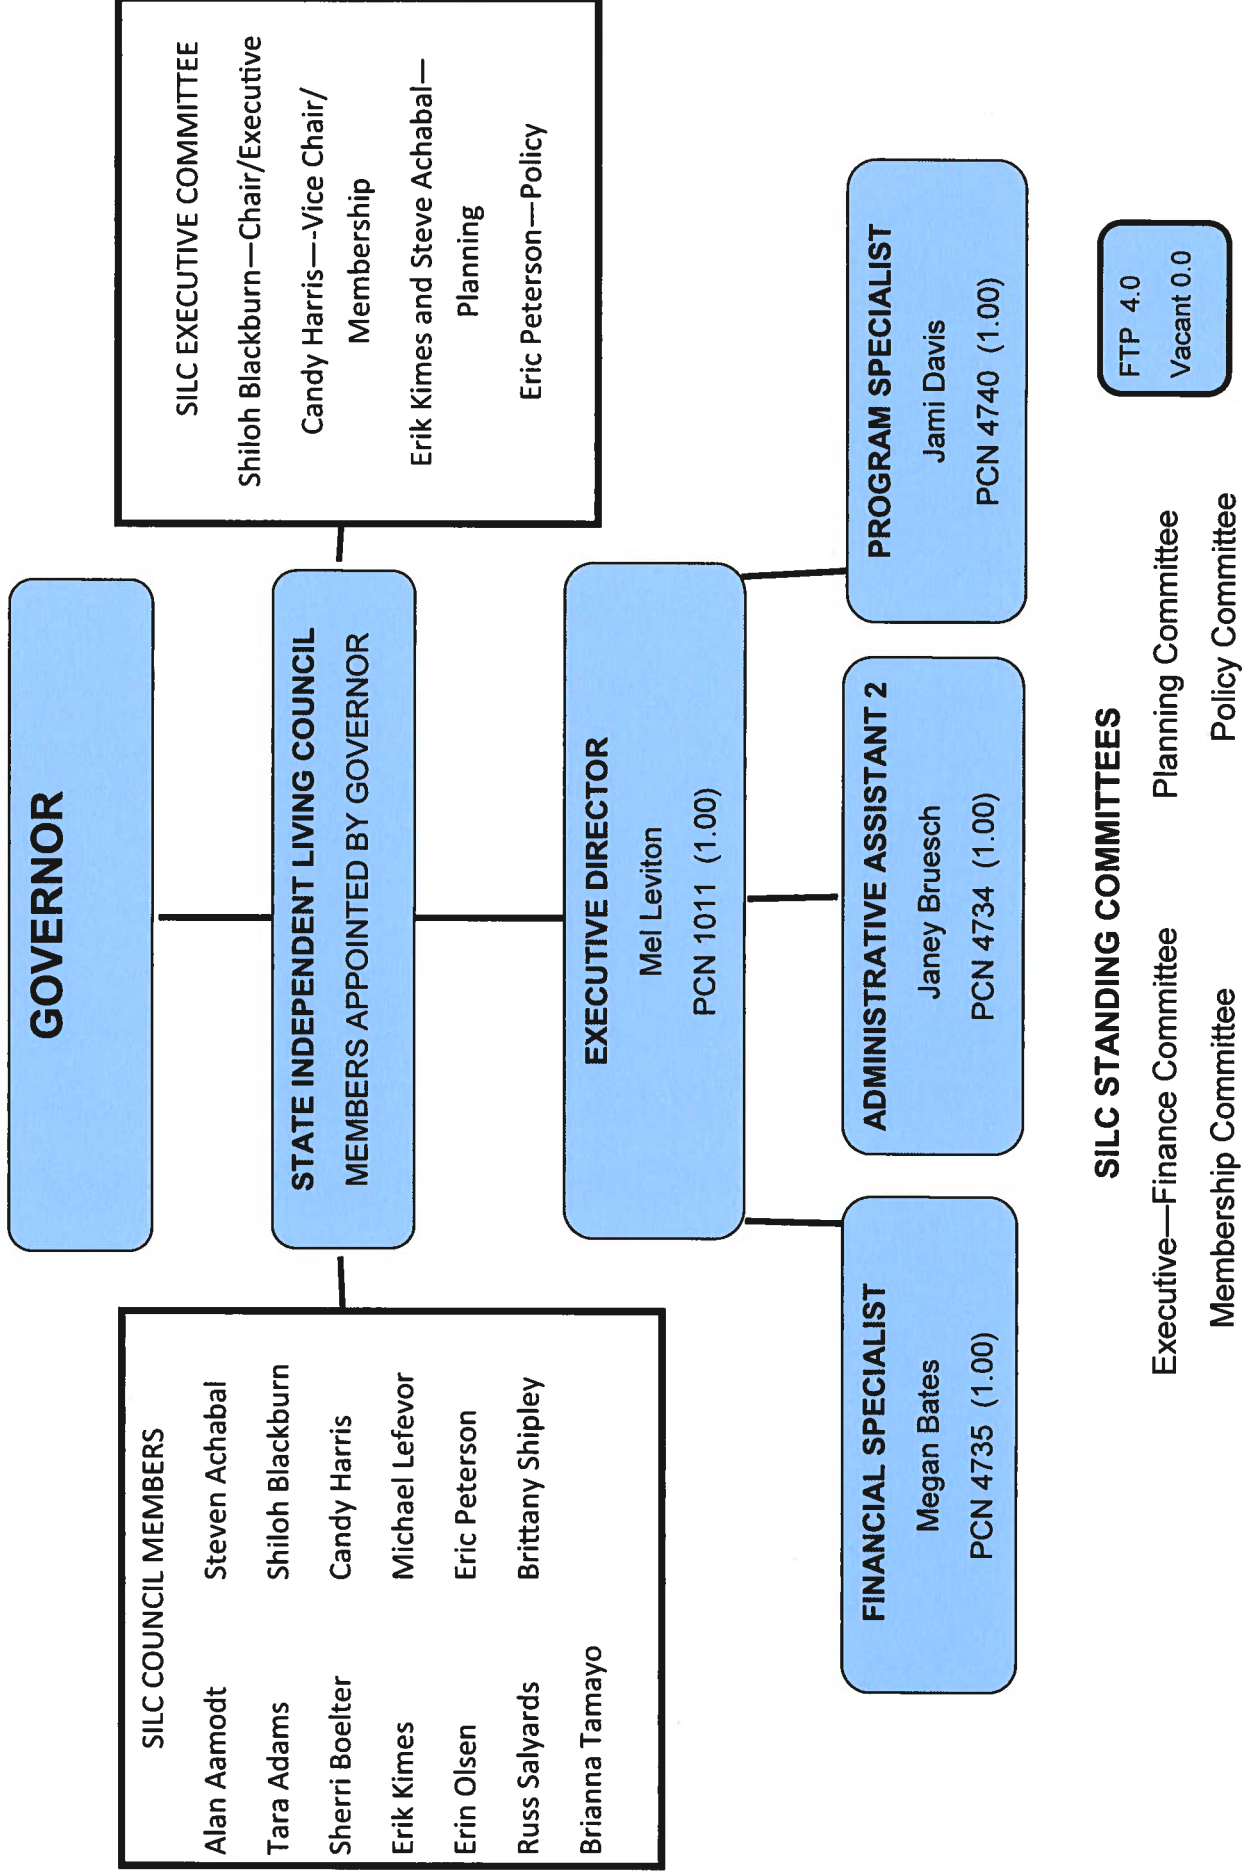 GOVERNOR
SILC COUNCIL MEMBERS
Alan Aamodt Steven Achabal
Tara Adams Shiloh Blackburn
Sherri Boelter Candy Harris
Erik Kimes Michael Lefevor
Erin Olsen Eric Peterson
Russ Salyards Brittany Shipley
Brianna Tamayo
STATE INDEPENDENT LIVING COUNCIL
MEMBERS APPOINTED BY GOVERNOR
SILC EXECUTIVE COMMITTEE
Shiloh Blackburn—Chair/Executive
Candy Harris—-Vice Chair/
Membership
Erik Kimes and Steve Achabal—
Planning
Eric Peterson—Policy
EXECUTIVE DIRECTOR
Mel Leviton
PCN 1011 (1.00)
FINANCIAL SPECIALIST
Megan Bates
PCN 4735 (1.00)
ADMINISTRATIVE ASSISTANT 2
Janey Bruesch
PCN 4734 (1.00)
PROGRAM SPECIALIST
Jami Davis
PCN 4740 (1.00)
SILC STANDING COMMITTEES
Executive—Finance Committee Planning Committee
Membership Committee Policy Committee
FTP 4.0
Vacant 0.0